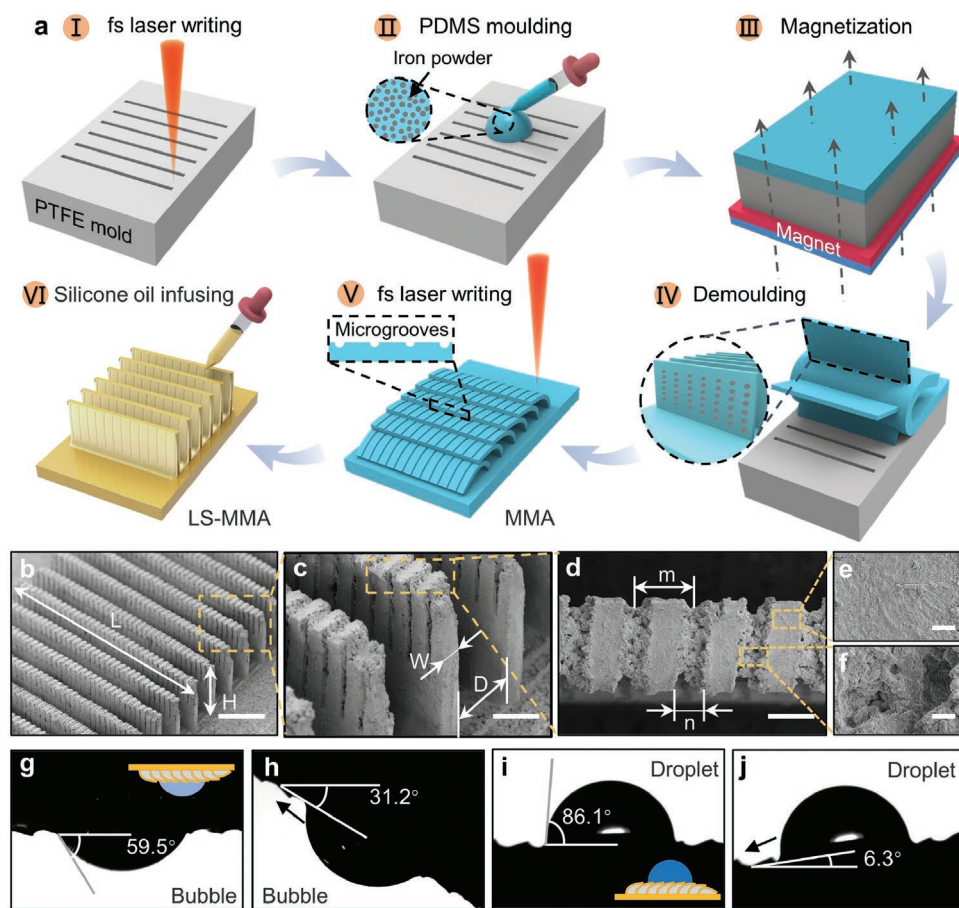 a
I fs laser writing
II PDMS moulding
III Magnetization
Iron powder
PTFE mold
Magnet
VI Silicone oil infusing
V fs laser writing
IV Demoulding
Microgrooves
LS-MMA
MMA
b
L
H
c
W
D
d
m
n
e
f
g
59.5°
Bubble
h
31.2°
Bubble
i
Droplet
86.1°
j
Droplet
6.3°